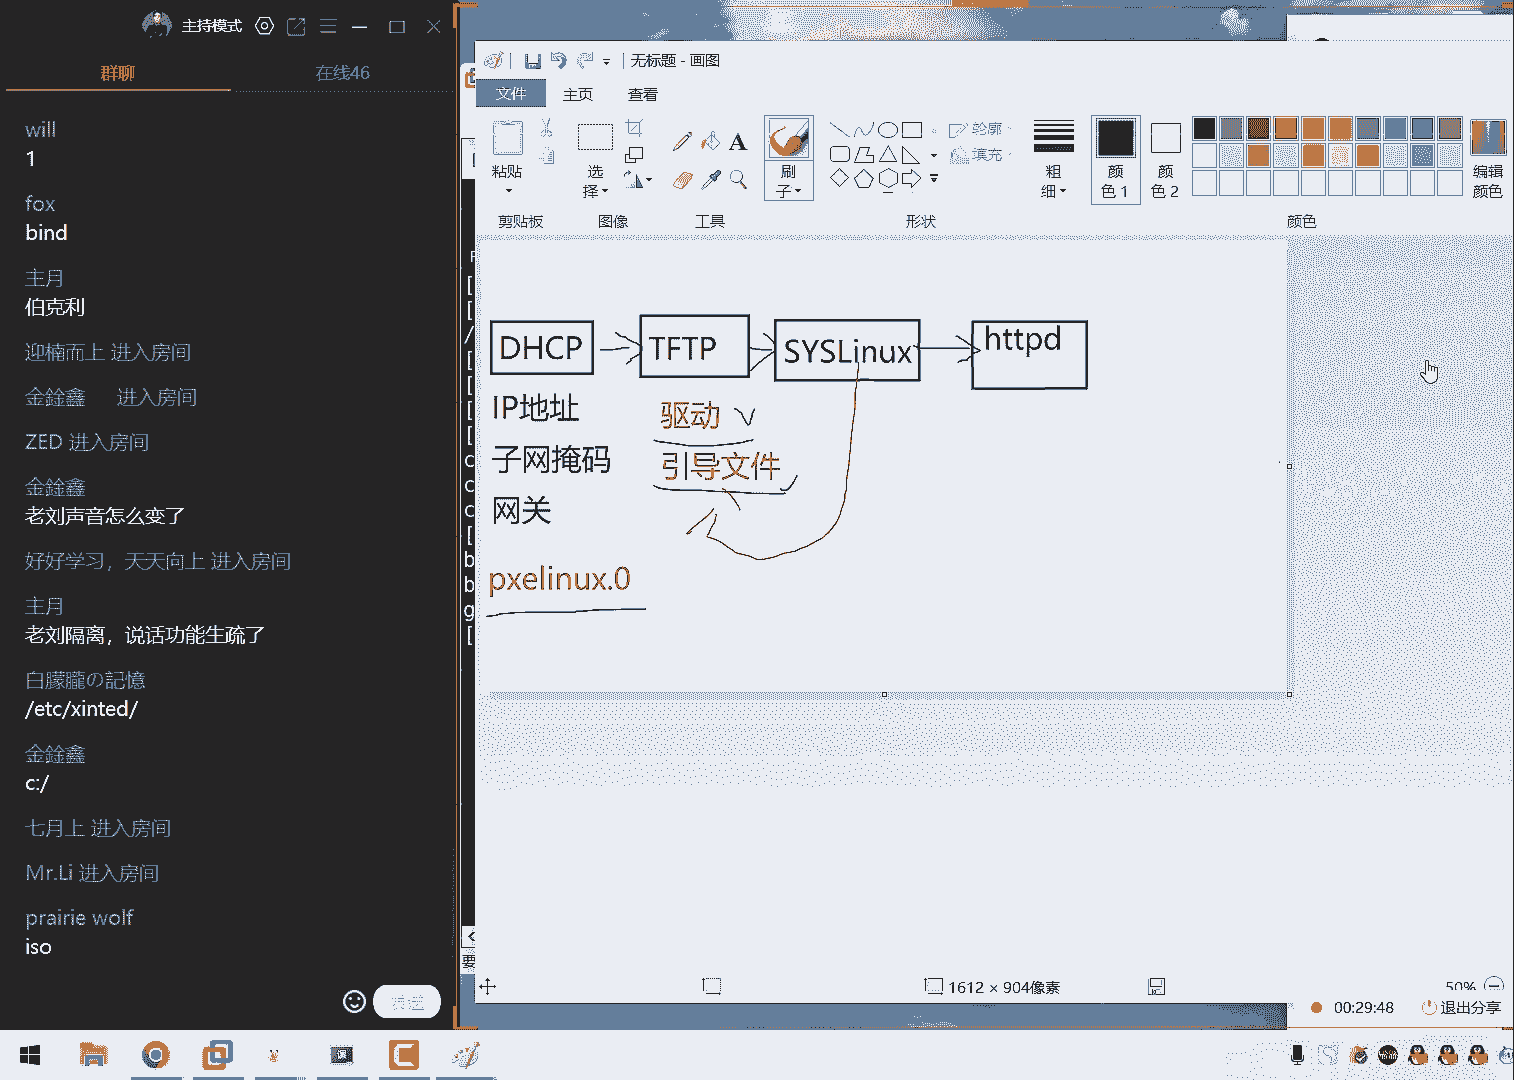 主持模式
群聊
在线46
will
1
fox
bind
主月
伯克利
迎楠而上 进入房间
金銓鑫 进入房间
ZED 进入房间
金銓鑫
老刘声音怎么变了
好好学习，天天向上 进入房间
主月
老刘隔离，说话功能生疏了
白朦朧の記憶
/etc/xinted/
金銓鑫
c:/
七月上 进入房间
Mr.Li 进入房间
prairie wolf
iso
发送
无标题 - 画图
文件 主页 查看
粘贴
选择
A
刷子
轮廓
填充
粗细
颜色 1
颜色 2
编辑颜色
剪贴板 图像 工具 形状 颜色
DHCP TFTP SYSLinux httpd
IP地址
子网掩码
网关
pxelinux.0
驱动
引导文件
[
[
/
[
[
[
[
c
c
c
[
b
b
g
[
要
1612 × 904像素
50%
00:29:48 退出分享